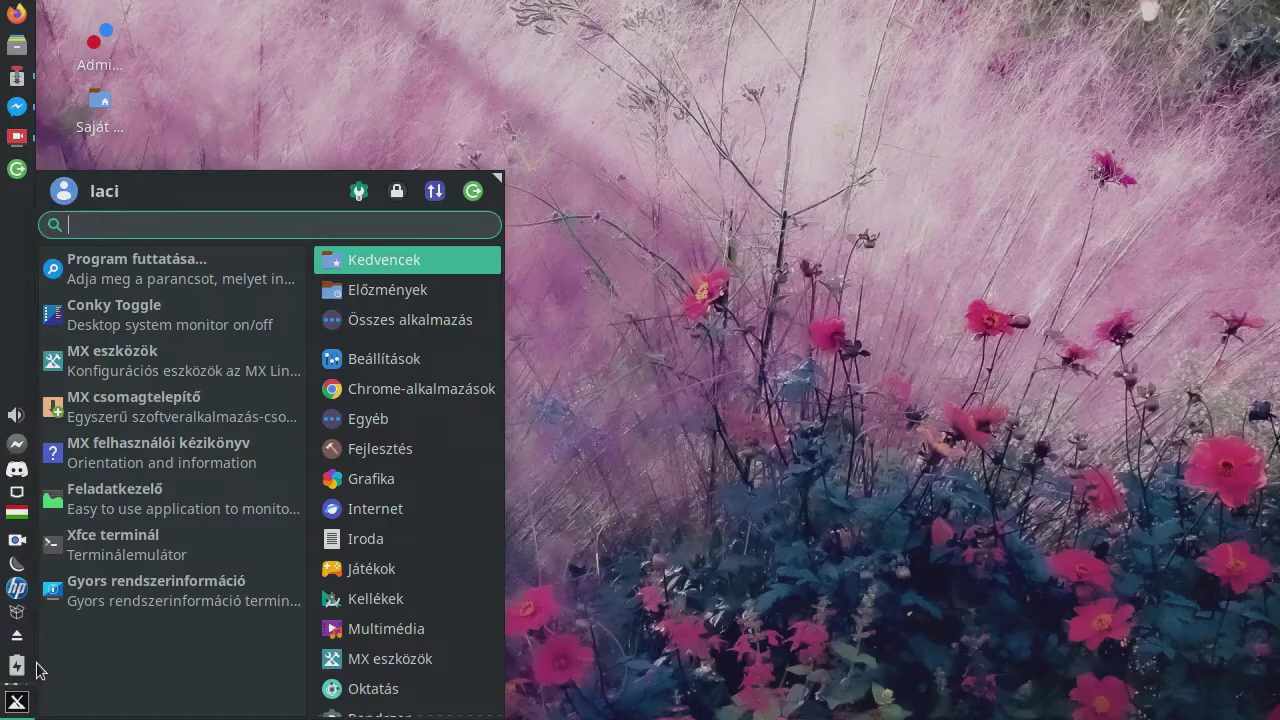 Admi...
Saját ...
laci
Program futtatása...
Adja meg a parancsot, melyet in...
Conky Toggle
Desktop system monitor on/off
MX eszközök
Konfigurációs eszközök az MX Lin...
MX csomagtelepítő
Egyszerű szoftveralkalmazás-cso...
MX felhasználói kézikönyv
Orientation and information
Feladatkezelő
Easy to use application to monito...
Xfce terminál
Terminálemulátor
Gyors rendszerinformáció
Gyors rendszerinformáció termin...
Kedvencek
Előzmények
Összes alkalmazás
Beállítások
Chrome-alkalmazások
Egyéb
Fejlesztés
Grafika
Internet
Iroda
Játékok
Kellékek
Multimédia
MX eszközök
Oktatás
hp